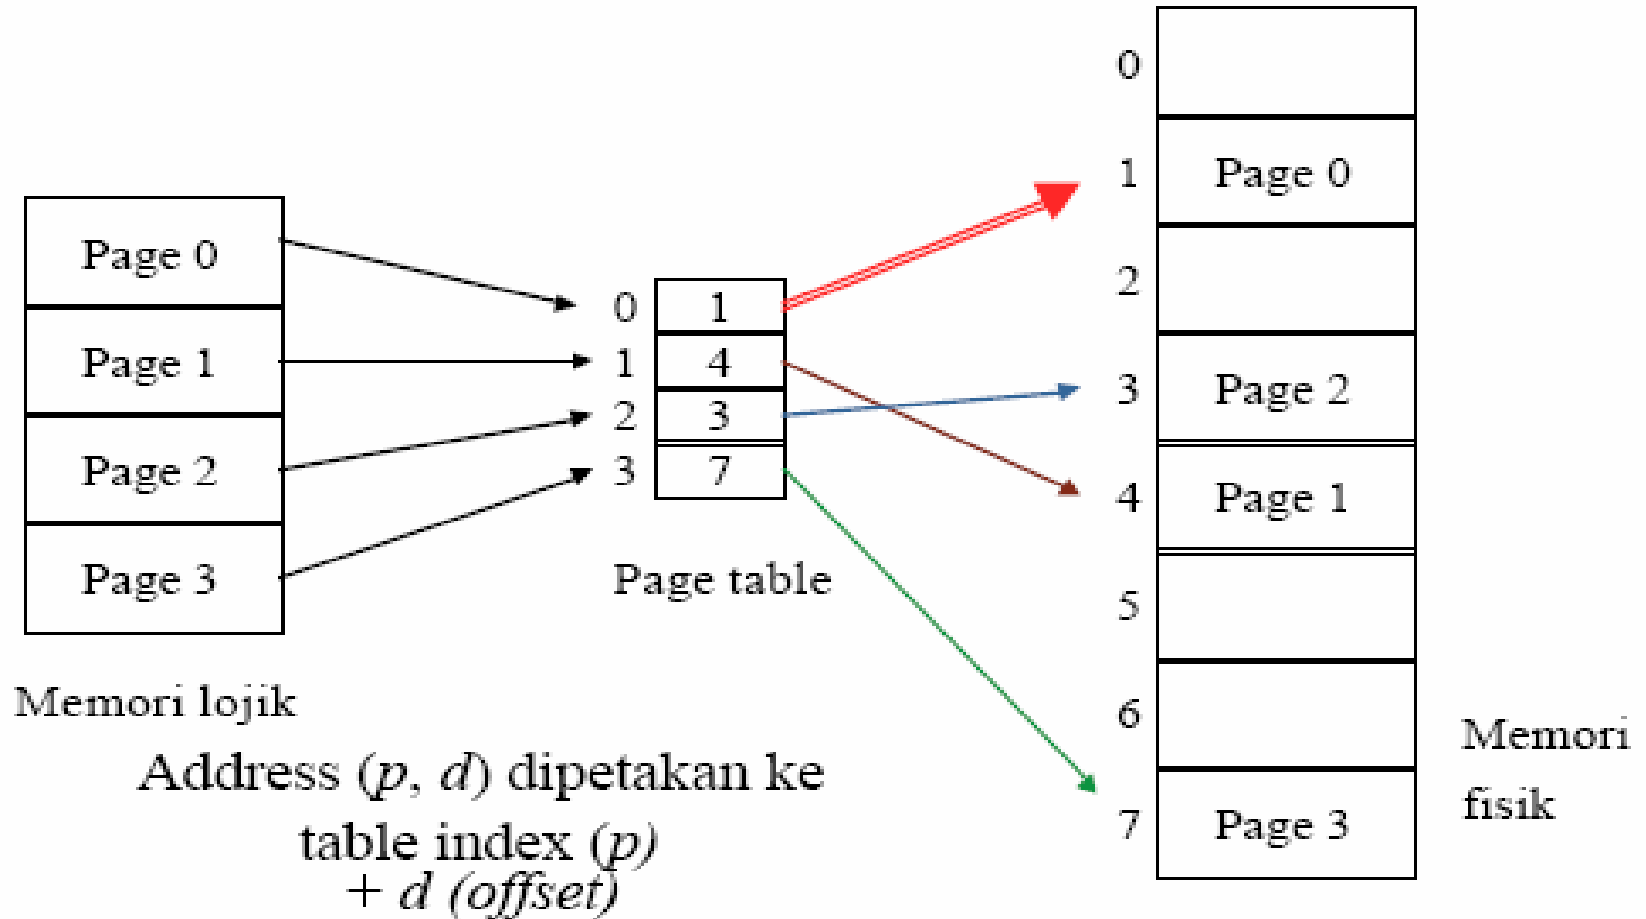 Page 0
Page 1
Page 2
Page 3
Memori lojik
0 1
1 4
2 3
3 7
Page table
0
1 Page 0
2
3 Page 2
4 Page 1
5
6
7 Page 3
Memori
fisik
Address (p, d) dipetakan ke
table index (p)
+ d (offset)